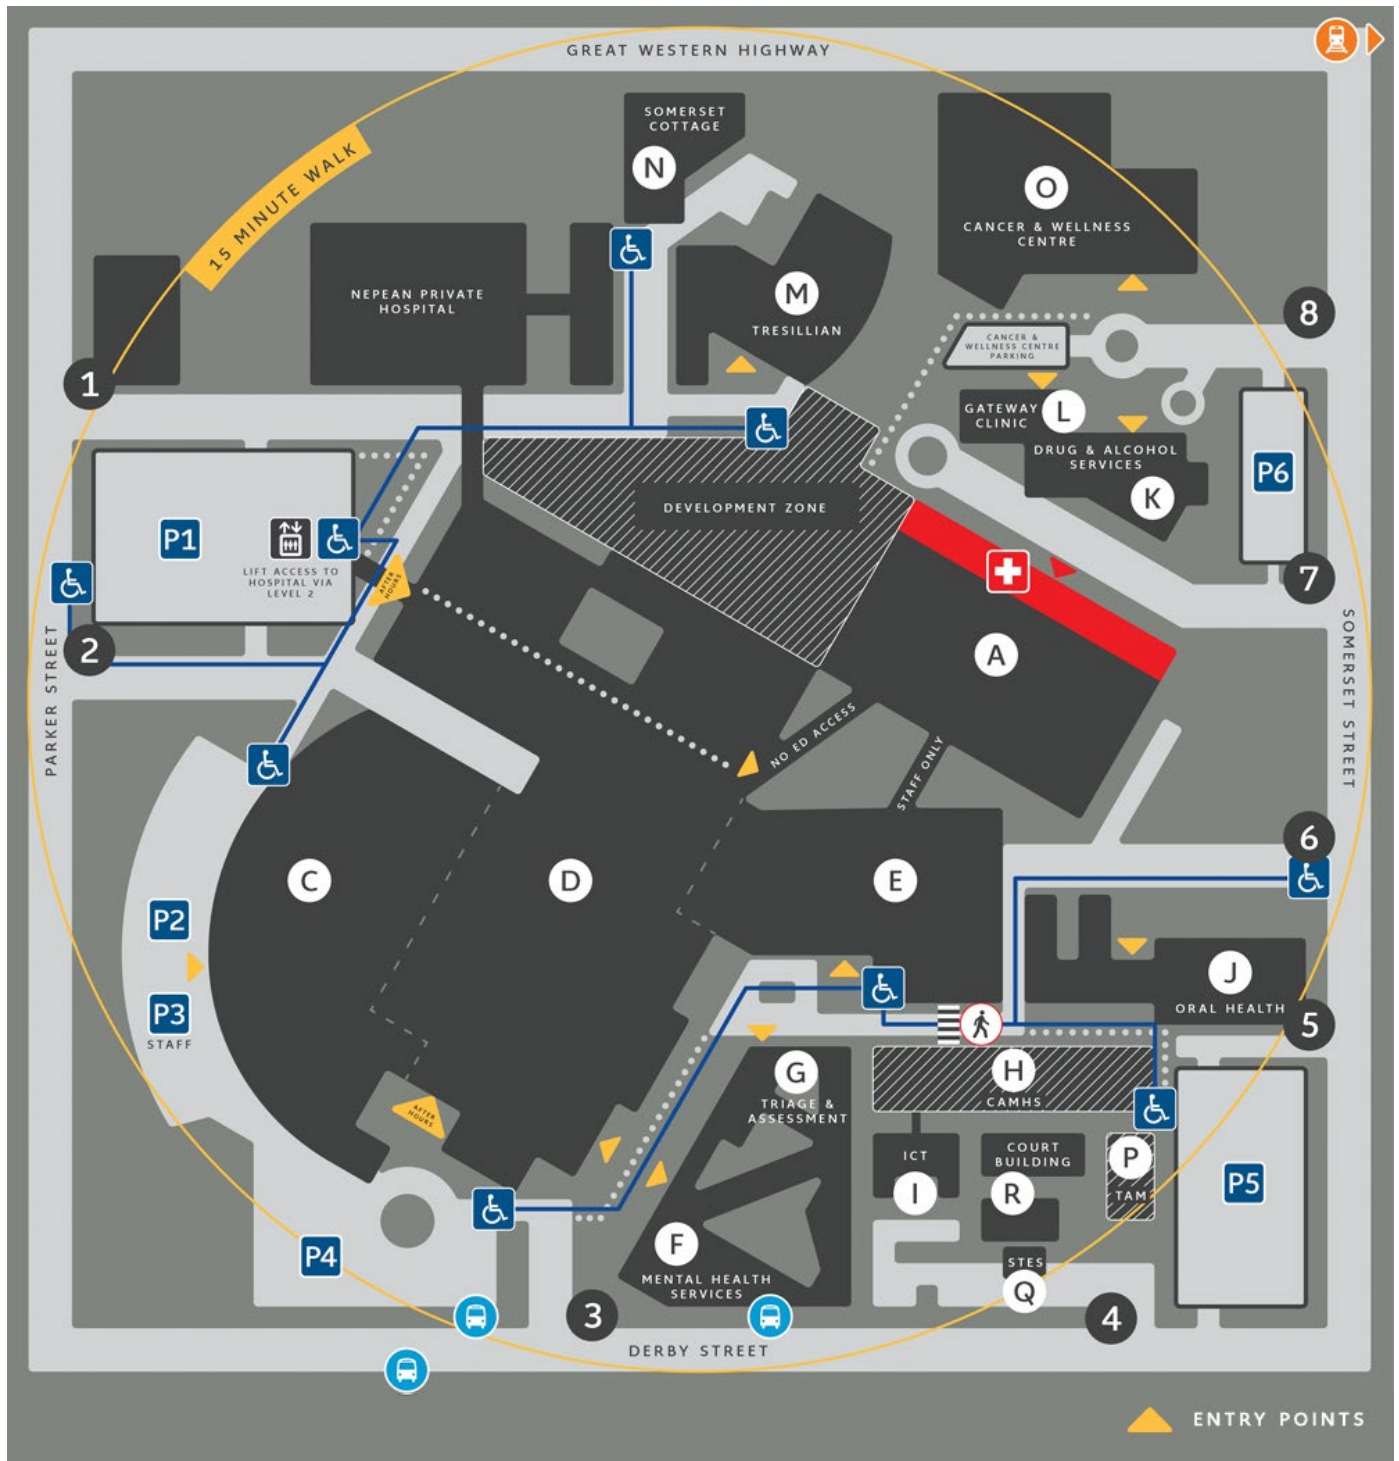 GREAT WESTERN HIGHWAY
15 MINUTE WALK
SOMERSET
COTTAGE
N
O
CANCER & WELLNESS
CENTRE
NEPEAN PRIVATE
HOSPITAL
M
TRESILLIAN
8
CANCER &
WELLNESS CENTRE
PARKING
1
GATEWAY
CLINIC
L
DRUG & ALCOHOL
SERVICES
K
P6
DEVELOPMENT ZONE
P1
LIFT ACCESS TO
HOSPITAL VIA
LEVEL 2
AFTER
HOURS
7
2
A
PARKER STREET
SOMERSET STREET
NO ED ACCESS
STAFF ONLY
6
C
D
E
P2
P3
STAFF
J
ORAL HEALTH
5
G
TRIAGE &
ASSESSMENT
H
CAMHS
AFTER
HOURS
ICT
I
COURT
BUILDING
R
P
TAM
P5
F
MENTAL HEALTH
SERVICES
P4
STES
Q
3
4
DERBY STREET
ENTRY POINTS